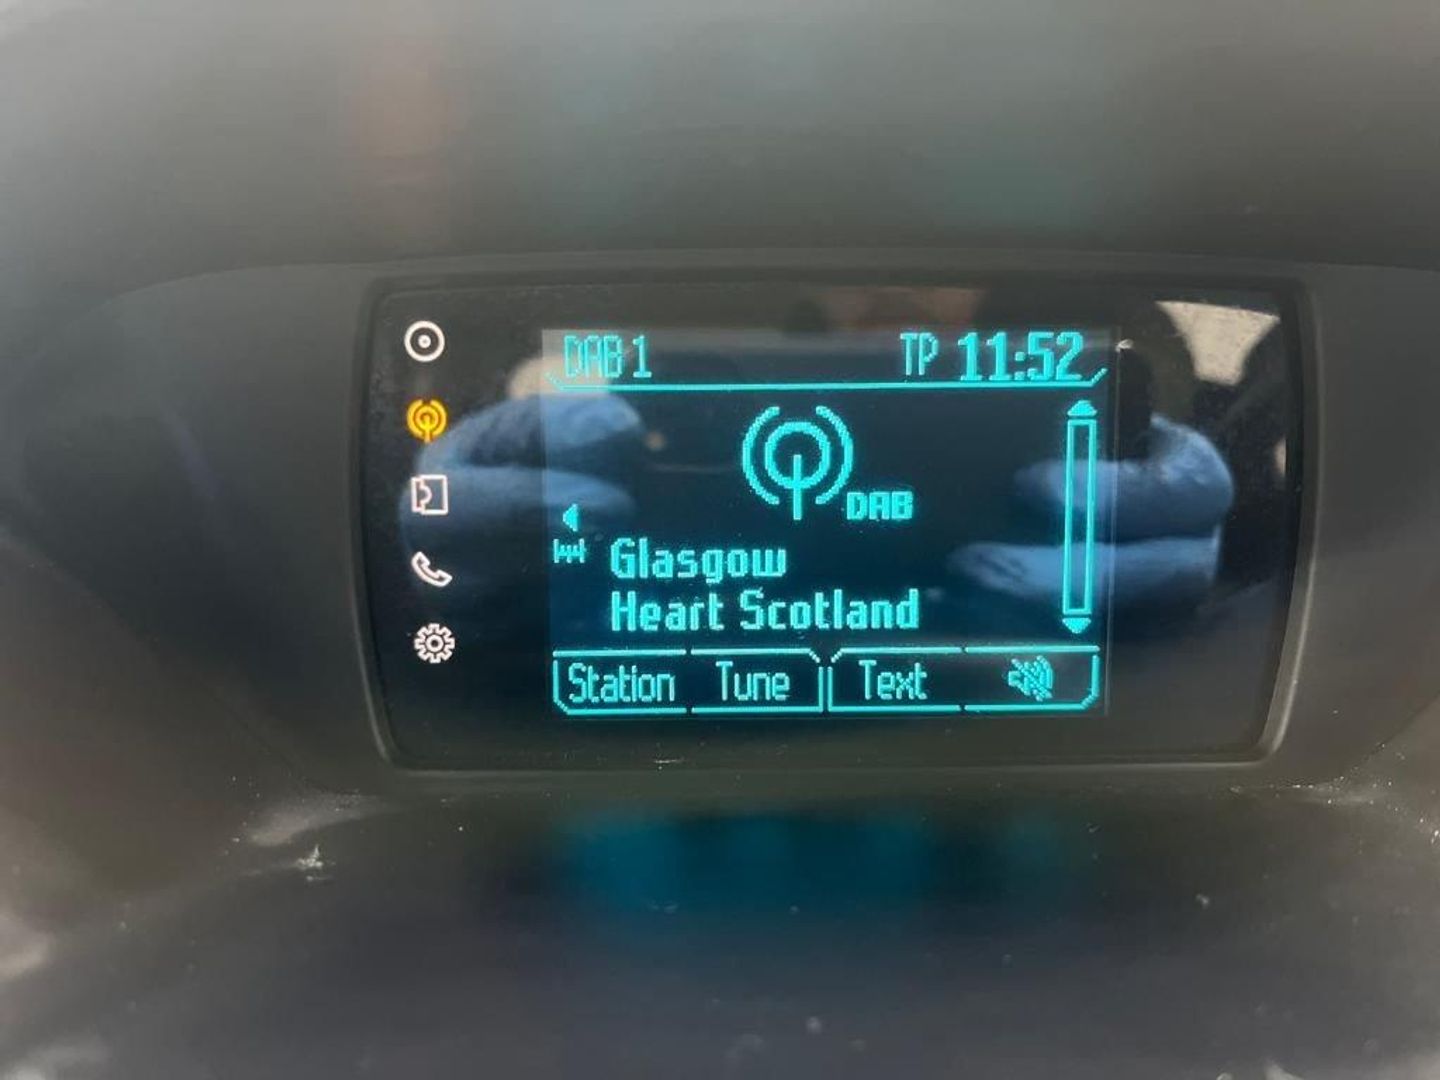 DAB 1 TP 11:52
DAB
Glasgow
Heart Scotland
Station Tune Text